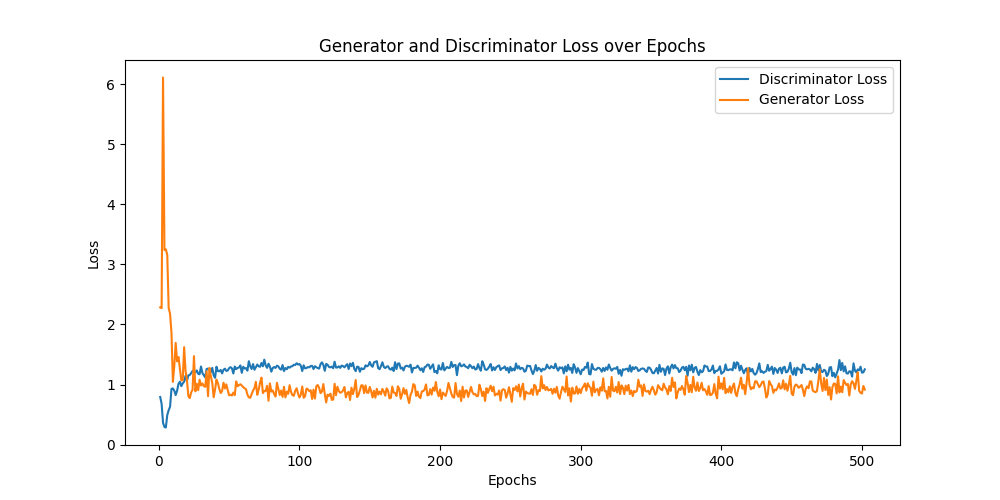 Generator and Discriminator Loss over Epochs
Discriminator Loss
Generator Loss
6
5
4
3
2
1
0
Loss
0 100 200 300 400 500
Epochs